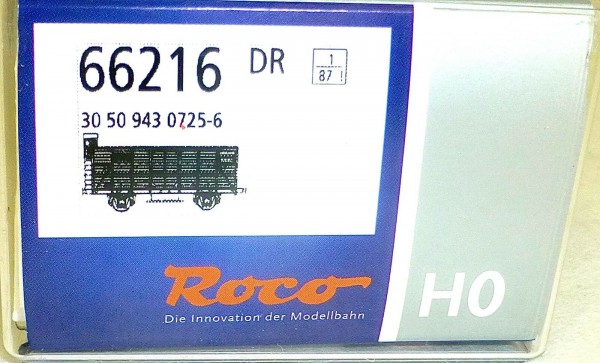 66216 DR 1
87 !
30 50 943 0725-6
Roco H0
Die Innovation der Modellbahn